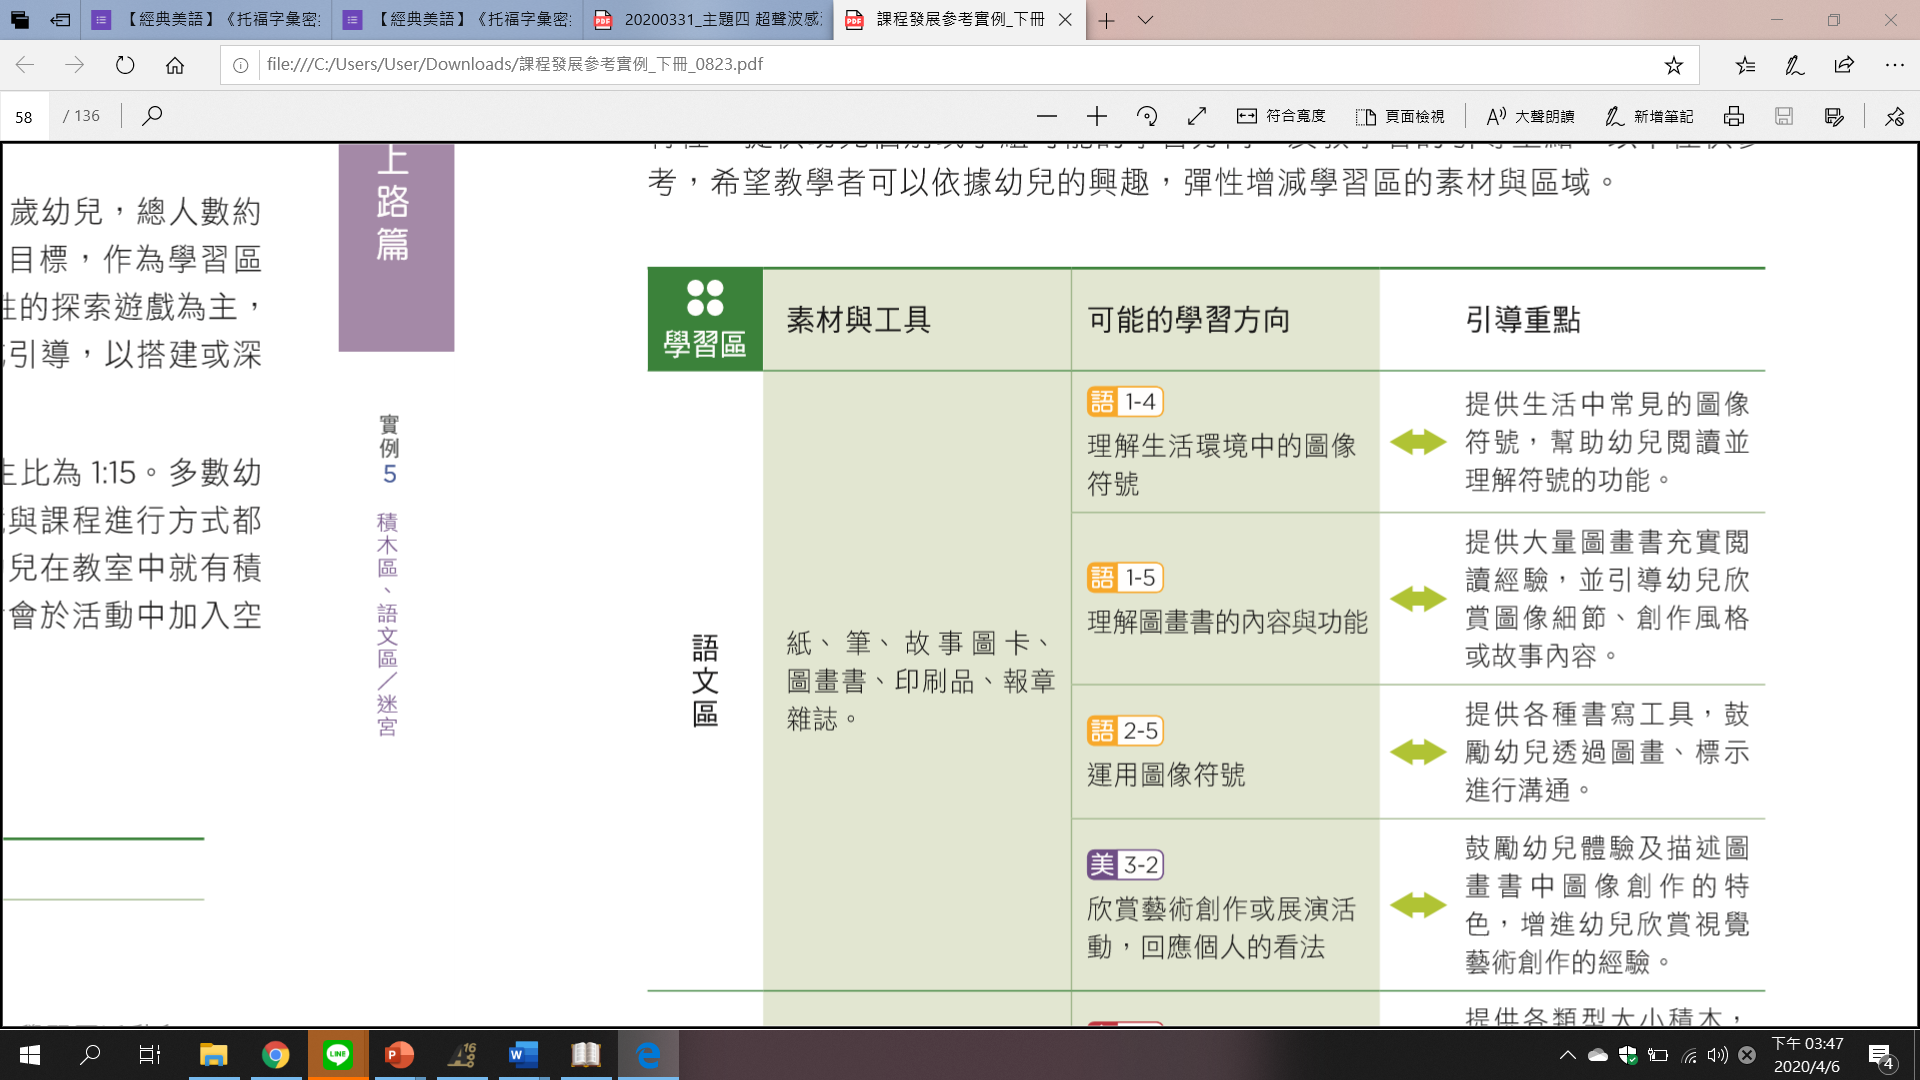 【經典美語】《托福字彙密:
【經典美語】《托福字彙密:
20200331_主題四 超聲波感
課程發展參考實例_下冊
file:///C:/Users/User/Downloads/課程發展參考實例_下冊_0823.pdf
58 / 136
符合寬度
頁面檢視
大聲朗讀
新增筆記
歲幼兒，總人數約
目標，作為學習區
性的探索遊戲為主，
引導，以搭建或深
生比為 1:15。多數幼
與課程進行方式都
兒在教室中就有積
會於活動中加入空
上路篇
實例5
積木區、語文區／迷宮
考，希望教學者可以依據幼兒的興趣，彈性增減學習區的素材與區域。
學習區
素材與工具
可能的學習方向
引導重點
語文區
紙、筆、故事圖卡、
圖畫書、印刷品、報章
雜誌。
語 1-4
理解生活環境中的圖像
符號
提供生活中常見的圖像
符號，幫助幼兒閱讀並
理解符號的功能。
語 1-5
理解圖畫書的內容與功能
提供大量圖畫書充實閱
讀經驗，並引導幼兒欣
賞圖像細節、創作風格
或故事內容。
語 2-5
運用圖像符號
提供各種書寫工具，鼓
勵幼兒透過圖畫、標示
進行溝通。
美 3-2
欣賞藝術創作或展演活
動，回應個人的看法
鼓勵幼兒體驗及描述圖
畫書中圖像創作的特
色，增進幼兒欣賞視覺
藝術創作的經驗。
提供各類型大小積木，
下午 03:47
2020/4/6
4